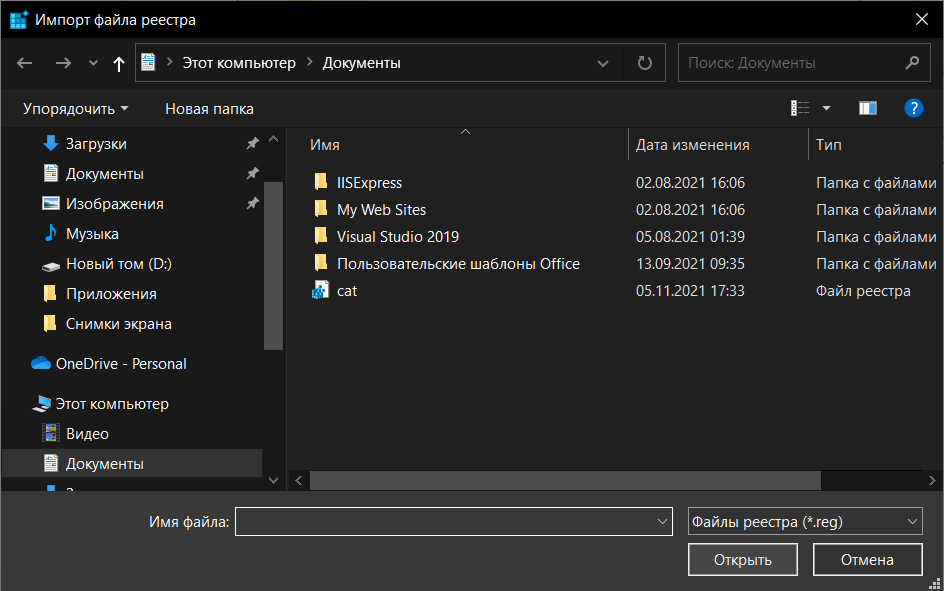 Импорт файла реестра
Этот компьютер Документы
Поиск: Документы
Упорядочить Новая папка
Загрузки
Документы
Изображения
Музыка
Новый том (D:)
Приложения
Снимки экрана
OneDrive - Personal
Этот компьютер
Видео
Документы
Имя Дата изменения Тип
IISExpress 02.08.2021 16:06 Папка с файлами
My Web Sites 02.08.2021 16:06 Папка с файлами
Visual Studio 2019 05.08.2021 01:39 Папка с файлами
Пользовательские шаблоны Office 13.09.2021 09:35 Папка с файлами
cat 05.11.2021 17:33 Файл реестра
Имя файла: Файлы реестра (*.reg)
Открыть Отмена